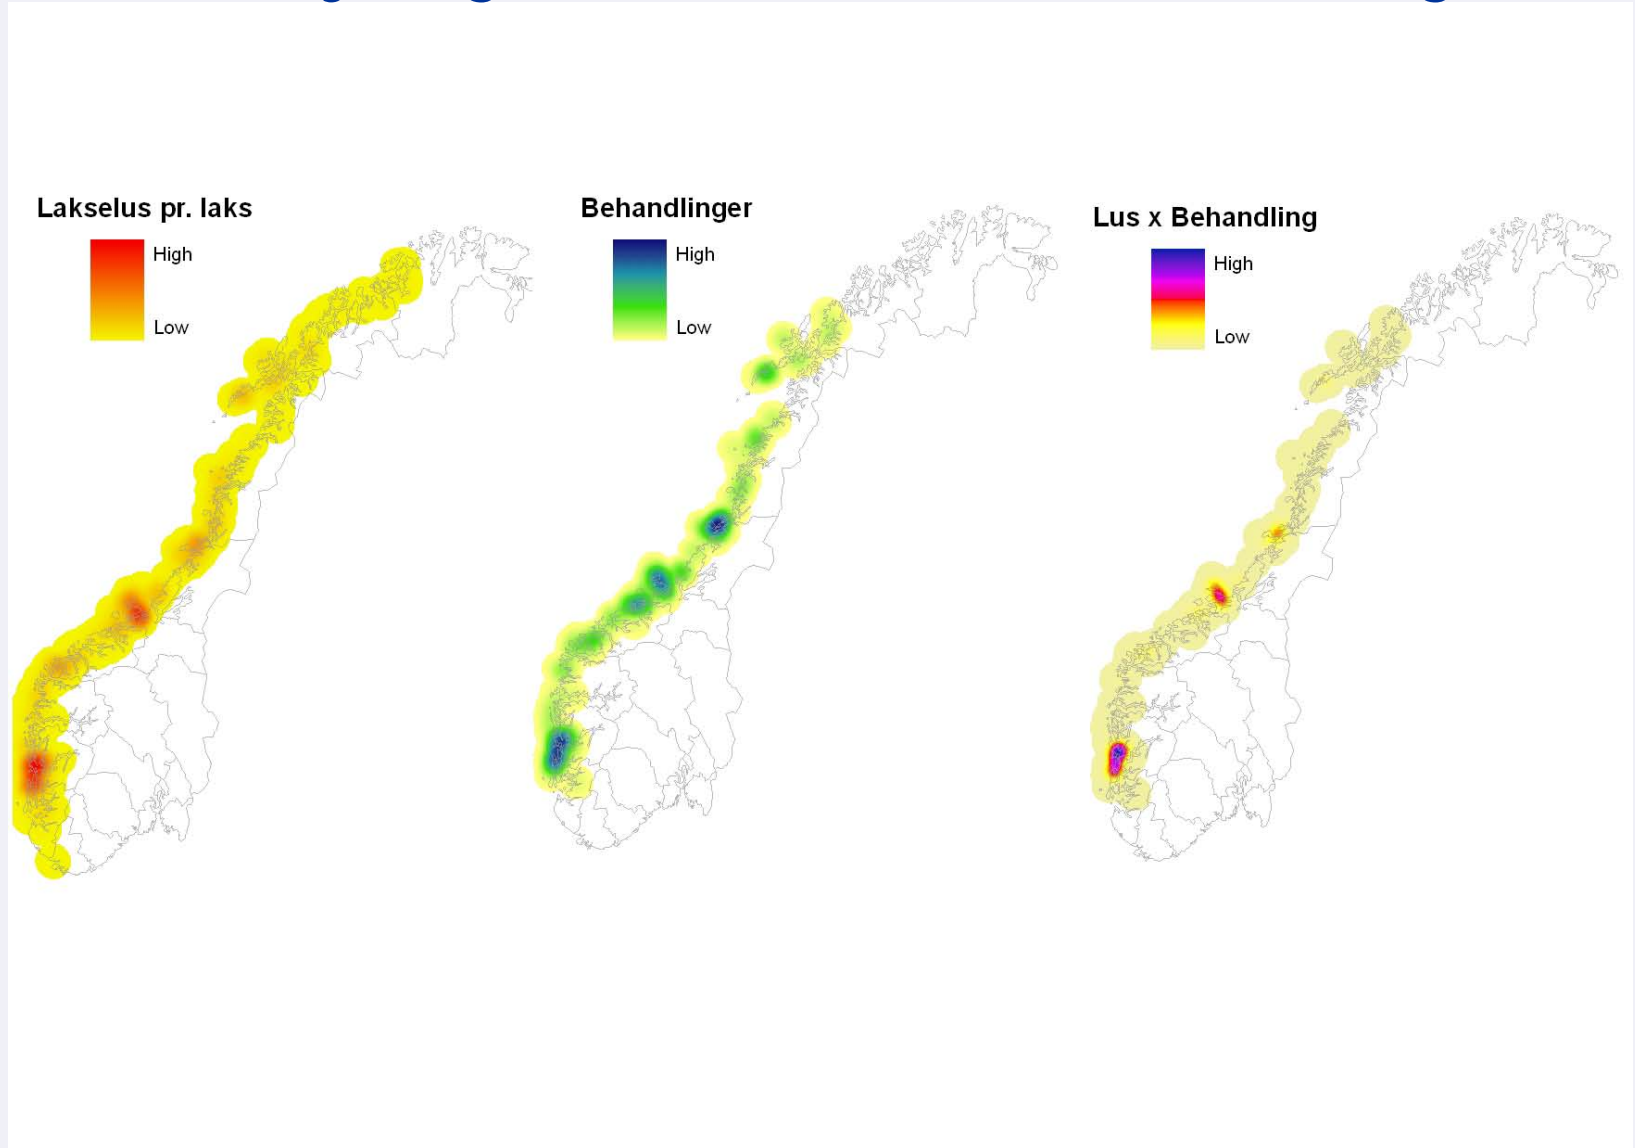 Lakselus pr. laks
High
Low
Behandlinger
High
Low
Lus x Behandling
High
Low